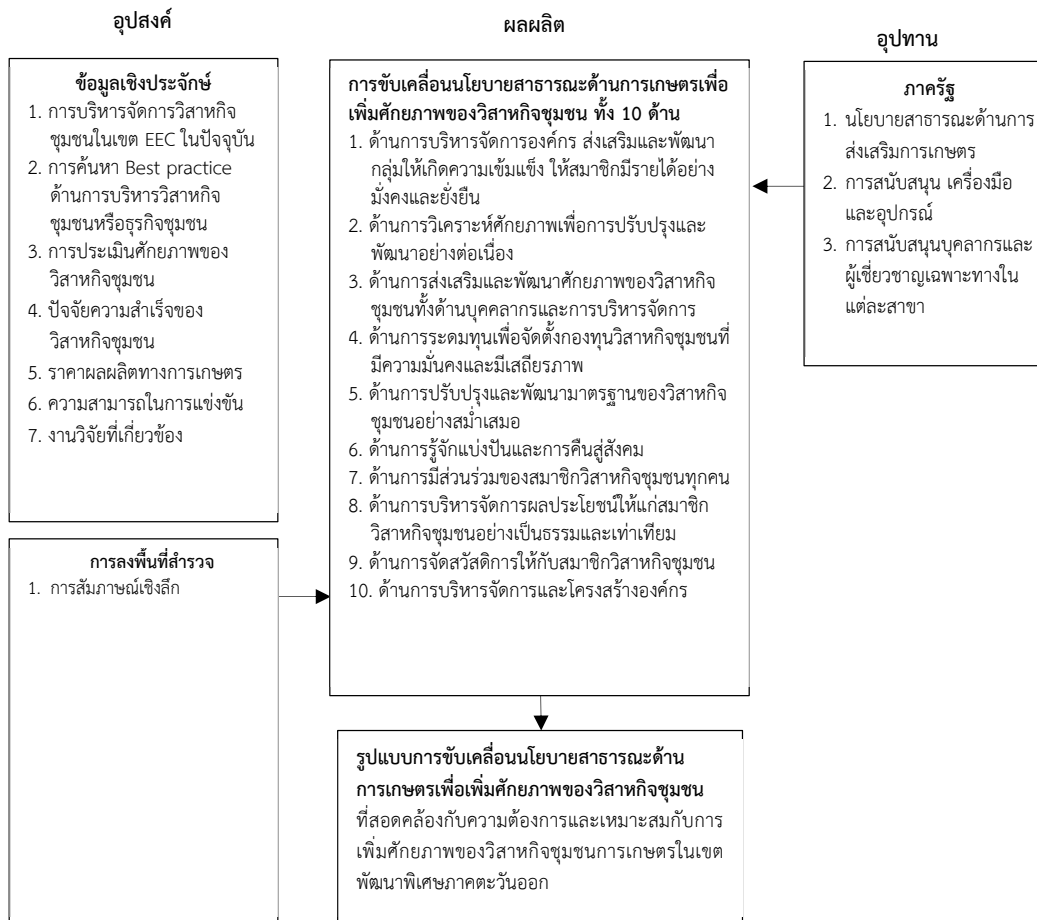 อุปสงค์
ข้อมูลเชิงประจักษ์
1. การบริหารจัดการวิสาหกิจ
ชุมชนในเขต EEC ในปัจจุบัน
2. การค้นหา Best practice
ด้านการบริหารวิสาหกิจ
ชุมชนหรือธุรกิจชุมชน
3. การประเมินศักยภาพของ
วิสาหกิจชุมชน
4. ปัจจัยความสำเร็จของ
วิสาหกิจชุมชน
5. ราคาผลผลิตทางการเกษตร
6. ความสามารถในการแข่งขัน
7. งานวิจัยที่เกี่ยวข้อง
การลงพื้นที่สำรวจ
1. การสัมภาษณ์เชิงลึก
ผลผลิต
การขับเคลื่อนนโยบายสาธารณะด้านการเกษตรเพื่อ
เพิ่มศักยภาพของวิสาหกิจชุมชน ทั้ง 10 ด้าน
1. ด้านการบริหารจัดการองค์กร ส่งเสริมและพัฒนา
กลุ่มให้เกิดความเข้มแข็ง ให้สมาชิกมีรายได้อย่าง
มั่งคงและยั่งยืน
2. ด้านการวิเคราะห์ศักยภาพเพื่อการปรับปรุงและ
พัฒนาอย่างต่อเนื่อง
3. ด้านการส่งเสริมและพัฒนาศักยภาพของวิสาหกิจ
ชุมชนทั้งด้านบุคคลากรและการบริหารจัดการ
4. ด้านการระดมทุนเพื่อจัดตั้งกองทุนวิสาหกิจชุมชนที่
มีความมั่นคงและมีเสถียรภาพ
5. ด้านการปรับปรุงและพัฒนามาตรฐานของวิสาหกิจ
ชุมชนอย่างสม่ำเสมอ
6. ด้านการรู้จักแบ่งปันและการคืนสู่สังคม
7. ด้านการมีส่วนร่วมของสมาชิกวิสาหกิจชุมชนทุกคน
8. ด้านการบริหารจัดการผลประโยชน์ให้แก่สมาชิก
วิสาหกิจชุมชนอย่างเป็นธรรมและเท่าเทียม
9. ด้านการจัดสวัสดิการให้กับสมาชิกวิสาหกิจชุมชน
10. ด้านการบริหารจัดการและโครงสร้างองค์กร
อุปทาน
ภาครัฐ
1. นโยบายสาธารณะด้านการ
ส่งเสริมการเกษตร
2. การสนับสนุน เครื่องมือ
และอุปกรณ์
3. การสนับสนุนบุคลากรและ
ผู้เชี่ยวชาญเฉพาะทางใน
แต่ละสาขา
รูปแบบการขับเคลื่อนนโยบายสาธารณะด้าน
การเกษตรเพื่อเพิ่มศักยภาพของวิสาหกิจชุมชน
ที่สอดคล้องกับความต้องการและเหมาะสมกับการ
เพิ่มศักยภาพของวิสาหกิจชุมชนการเกษตรในเขต
พัฒนาพิเศษภาคตะวันออก